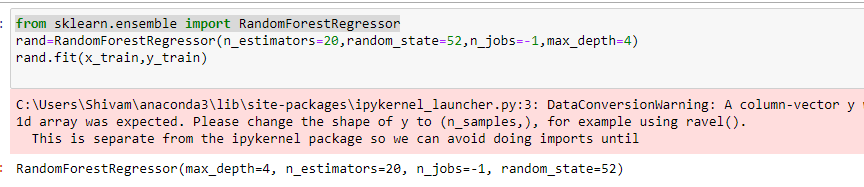 from sklearn.ensemble import RandomForestRegressor
rand=RandomForestRegressor(n_estimators=20,random_state=52,n_jobs=-1,max_depth=4)
rand.fit(x_train,y_train)
C:\Users\Shivam\anaconda3\lib\site-packages\ipykernel_launcher.py:3: DataConversionWarning: A column-vector y
1d array was expected. Please change the shape of y to (n_samples,), for example using ravel().
This is separate from the ipykernel package so we can avoid doing imports until
RandomForestRegressor(max_depth=4, n_estimators=20, n_jobs=-1, random_state=52)